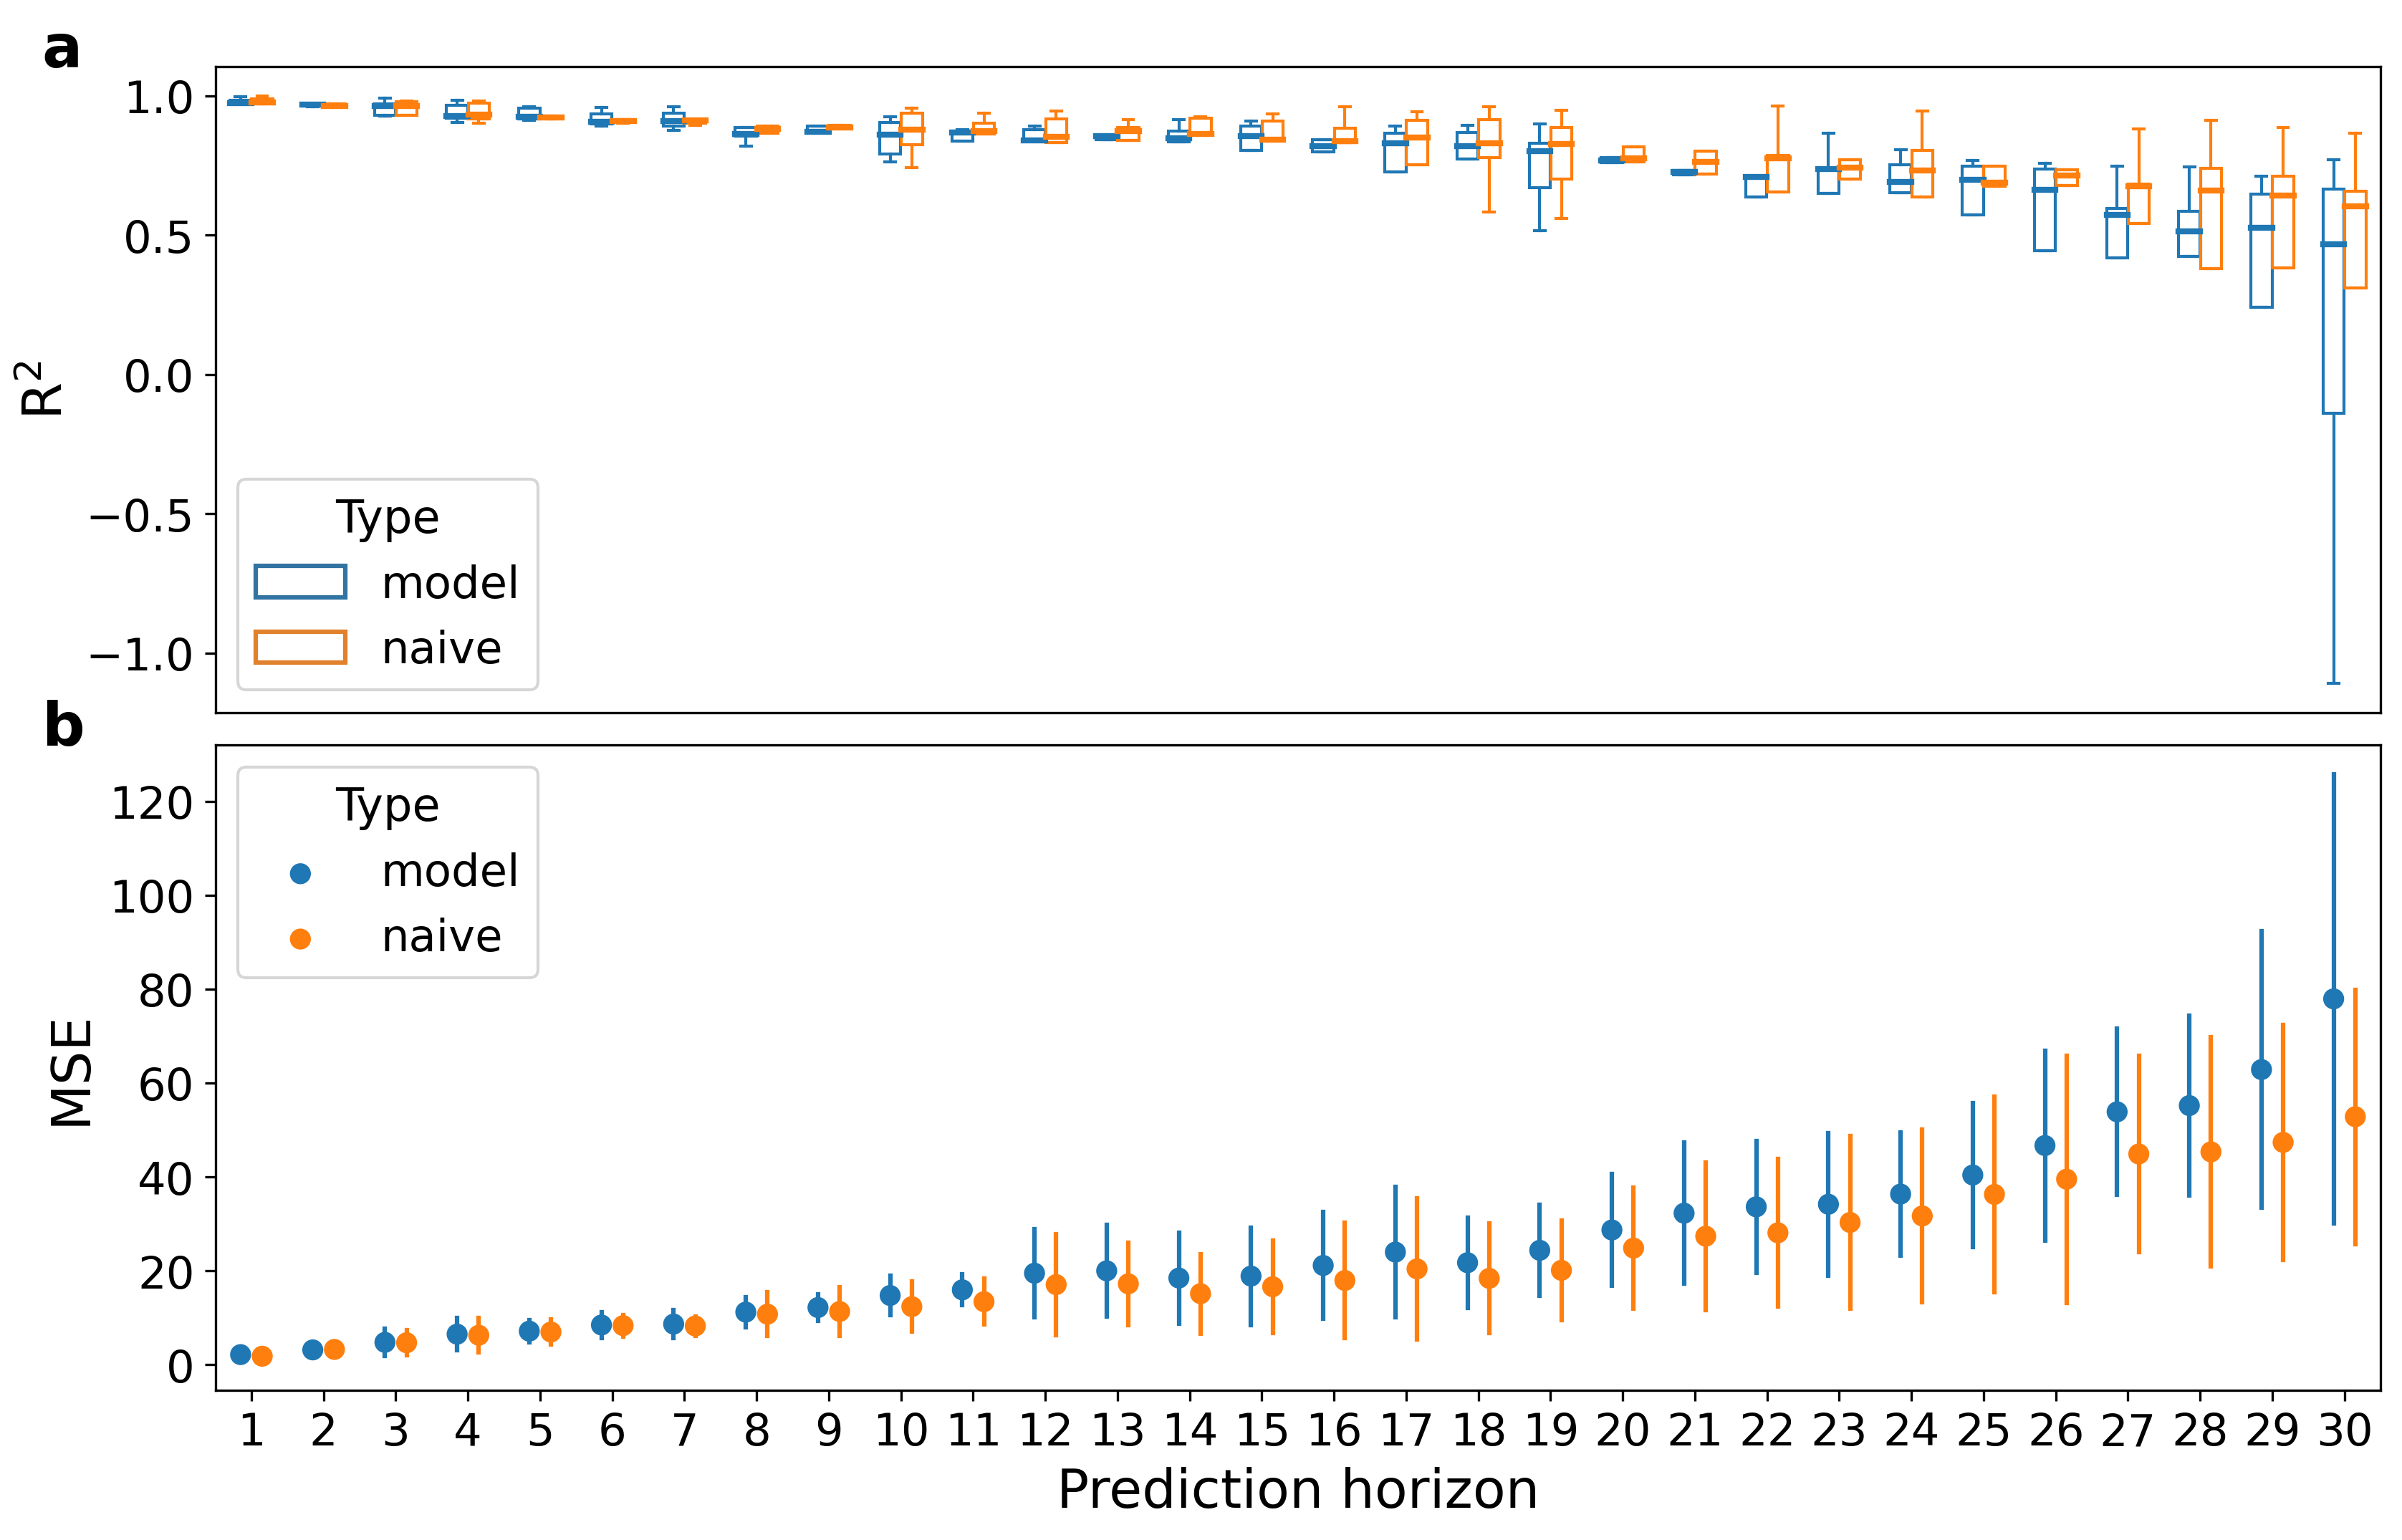 a
1.0
0.5
0.0
−0.5
−1.0
R²
Type
model
naive
b
120
100
80
60
40
20
0
MSE
Type
model
naive
1 2 3 4 5 6 7 8 9 10 11 12 13 14 15 16 17 18 19 20 21 22 23 24 25 26 27 28 29 30
Prediction horizon